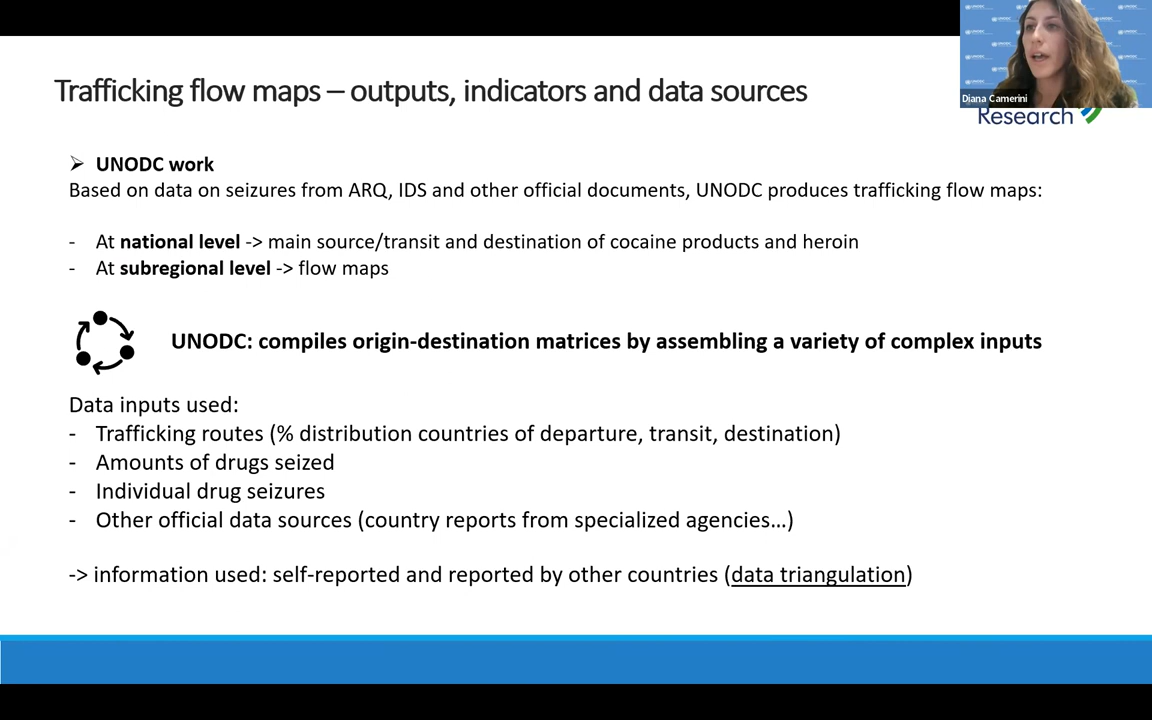 Trafficking flow maps – outputs, indicators and data sources
Diana Camerini
Research
➢ UNODC work
Based on data on seizures from ARQ, IDS and other official documents, UNODC produces trafficking flow maps:
- At national level -> main source/transit and destination of cocaine products and heroin
- At subregional level -> flow maps
UNODC: compiles origin-destination matrices by assembling a variety of complex inputs
Data inputs used:
- Trafficking routes (% distribution countries of departure, transit, destination)
- Amounts of drugs seized
- Individual drug seizures
- Other official data sources (country reports from specialized agencies…)
-> information used: self-reported and reported by other countries (data triangulation)